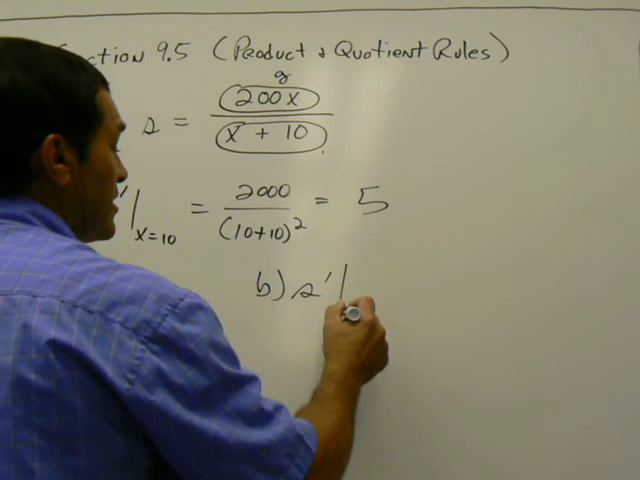 ction 9.5 (Product & Quotient Rules)
g
s = 200x / x + 10
'|x=10 = 2000 / (10+10)² = 5
b) s'|